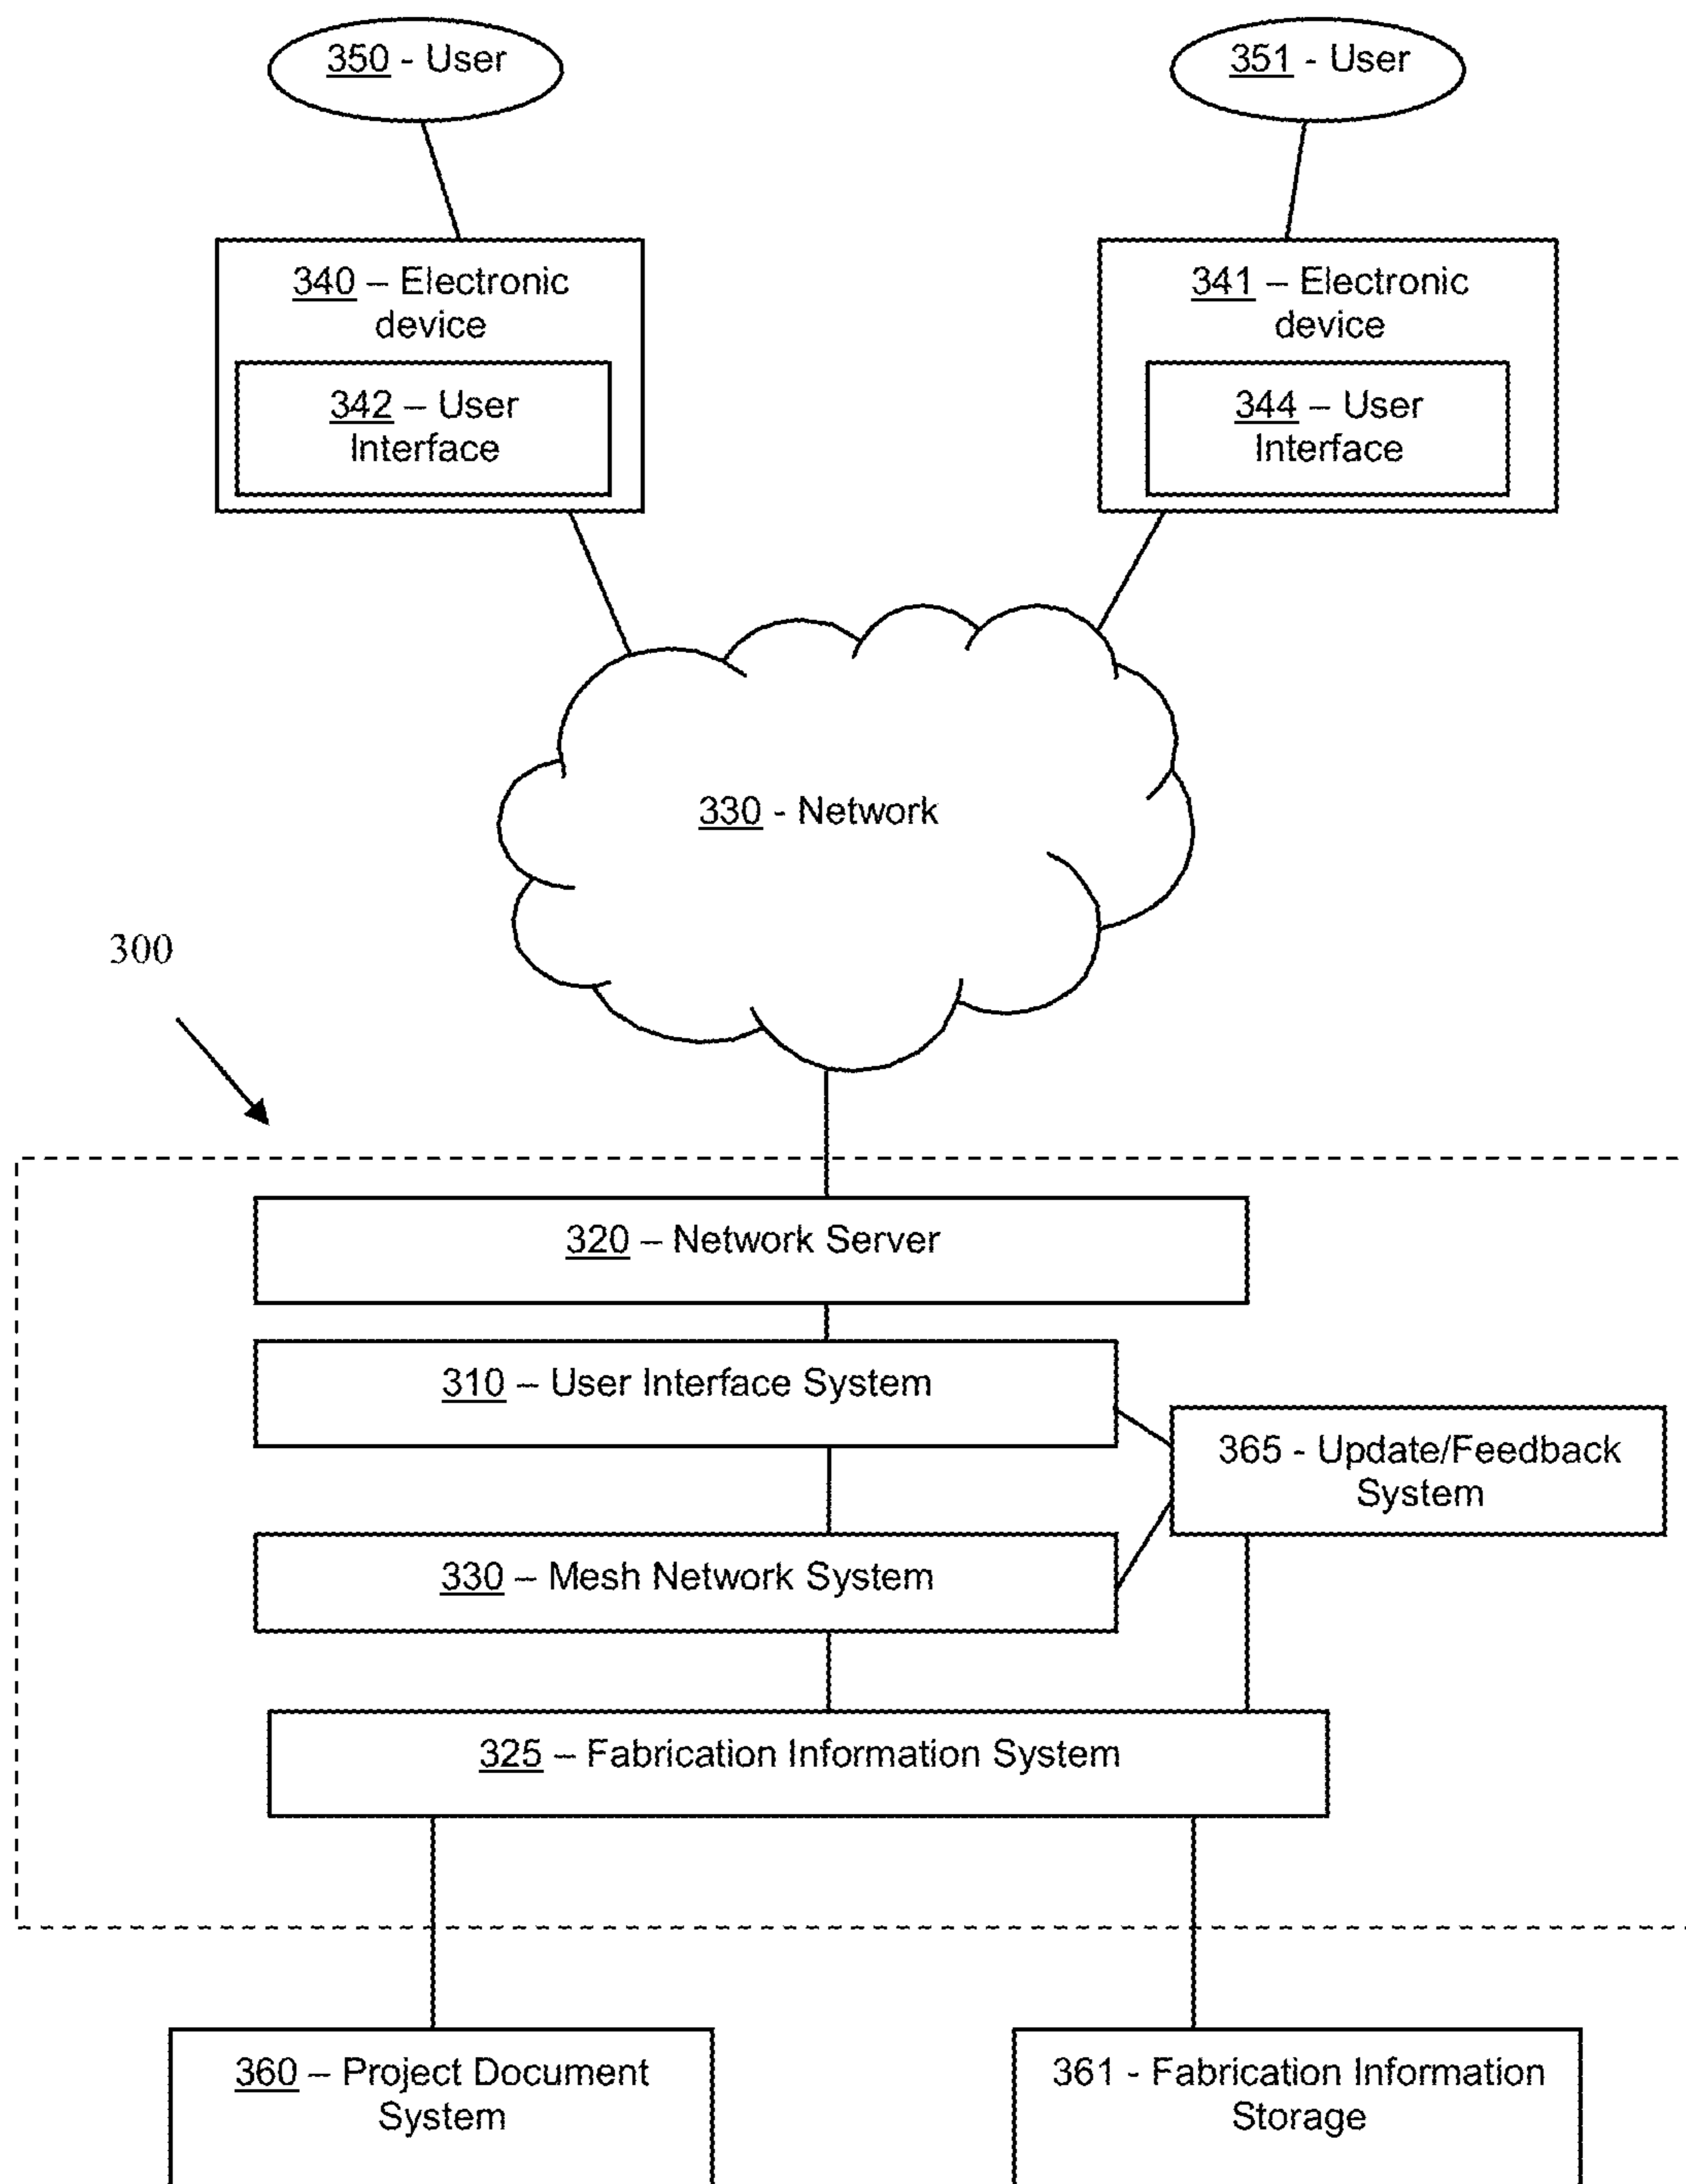 350 - User
351 - User
340 – Electronic
device
342 – User
Interface
341 – Electronic
device
344 – User
Interface
330 - Network
300
320 – Network Server
310 – User Interface System
365 - Update/Feedback
System
330 – Mesh Network System
325 – Fabrication Information System
360 – Project Document
System
361 - Fabrication Information
Storage